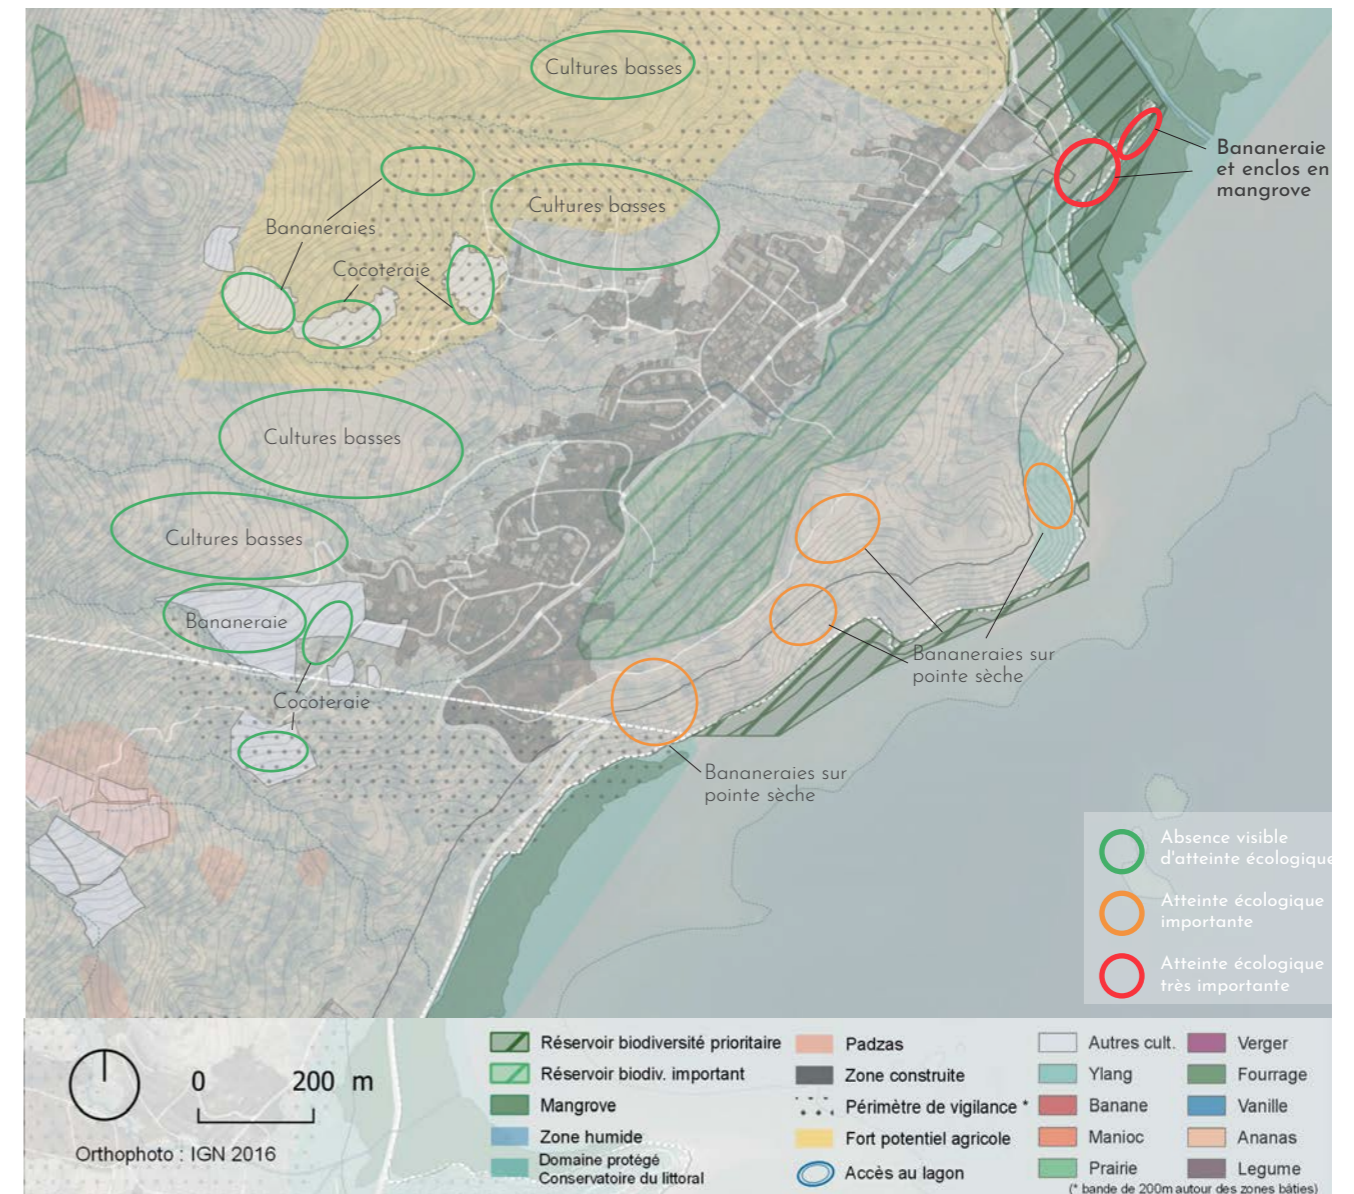 Cultures basses
Bananeraie
et enclos en
mangrove
Cultures basses
Bananeraies
Cocoteraie
Cultures basses
Cultures basses
Bananeraie
Bananeraies sur
pointe sèche
Cocoteraie
Bananeraies sur
pointe sèche
Absence visible
d'atteinte écologique
Atteinte écologique
importante
Atteinte écologique
très importante
0 200 m
Orthophoto : IGN 2016
Réservoir biodiversité prioritaire
Réservoir biodiv. important
Mangrove
Zone humide
Domaine protégé
Conservatoire du littoral
Padzas
Zone construite
Périmètre de vigilance *
Fort potentiel agricole
Accès au lagon
Autres cult.
Ylang
Banane
Manioc
Prairie
Verger
Fourrage
Vanille
Ananas
Legume
(* bande de 200m autour des zones bâties)